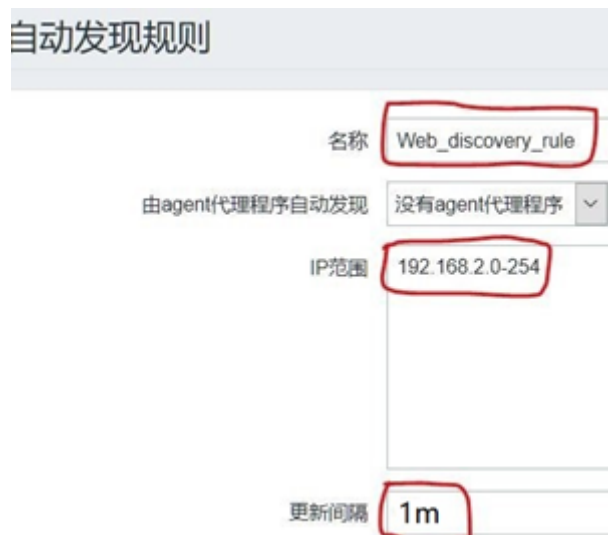 自动发现规则
名称 Web_discovery_rule
由agent代理程序自动发现 没有agent代理程序
IP范围 192.168.2.0-254
更新间隔 1m